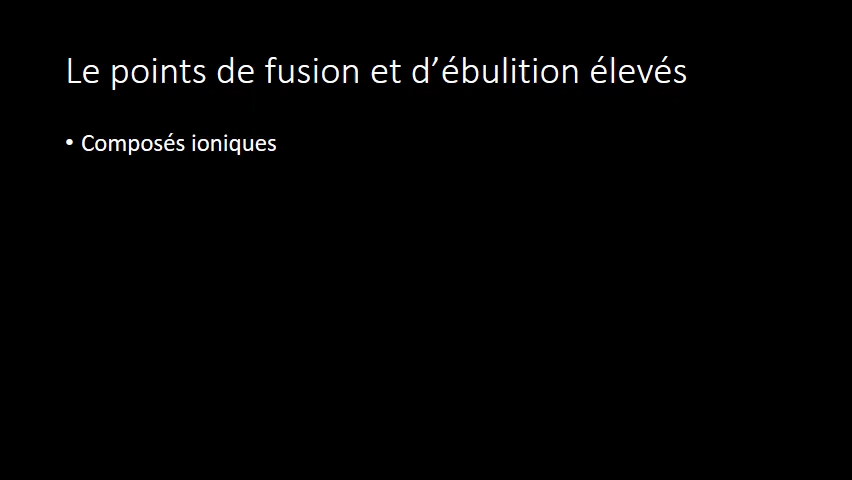 Le points de fusion et d’ébulition élevés
• Composés ioniques